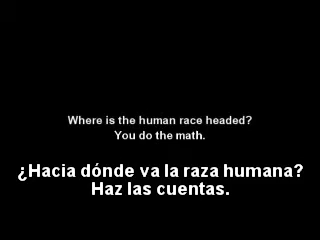 Where is the human race headed?
You do the math.
¿Hacia dónde va la raza humana?
Haz las cuentas.